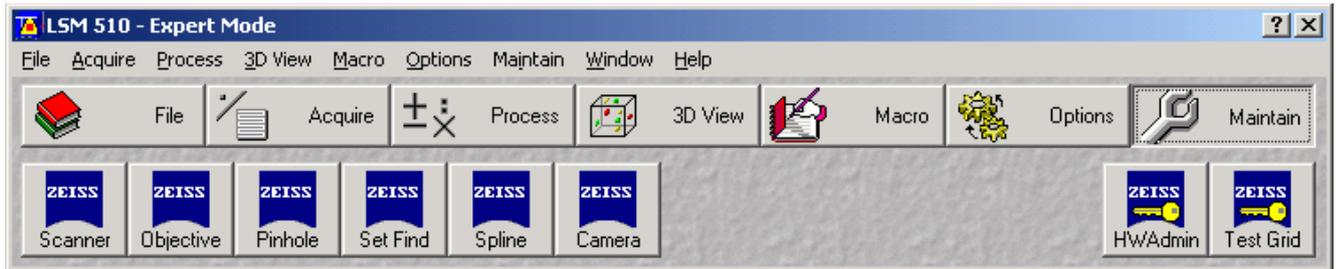 LSM 510 - Expert Mode
File Acquire Process 3D View Macro Options Maintain Window Help
File Acquire Process 3D View Macro Options Maintain
ZEISS ZEISS ZEISS ZEISS ZEISS ZEISS ZEISS ZEISS
Scanner Objective Pinhole Set Find Spline Camera HWAdmin Test Grid